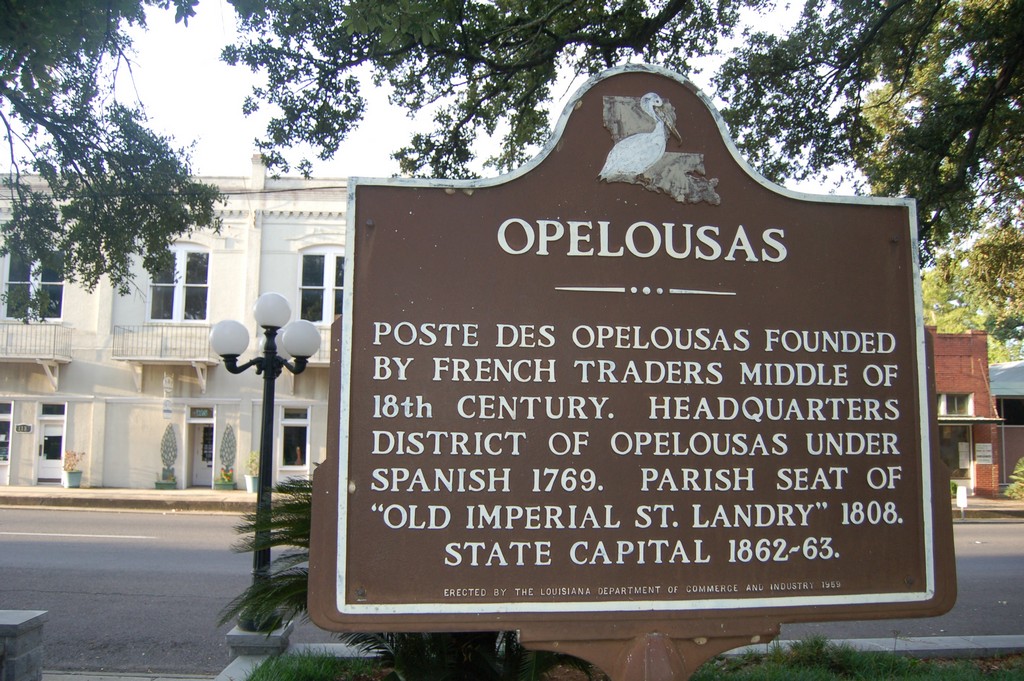 OPELOUSAS
POSTE DES OPELOUSAS FOUNDED
BY FRENCH TRADERS MIDDLE OF
18th CENTURY. HEADQUARTERS
DISTRICT OF OPELOUSAS UNDER
SPANISH 1769. PARISH SEAT OF
“OLD IMPERIAL ST. LANDRY” 1808.
STATE CAPITAL 1862-63.
ERECTED BY THE LOUISIANA DEPARTMENT OF COMMERCE AND INDUSTRY 1969